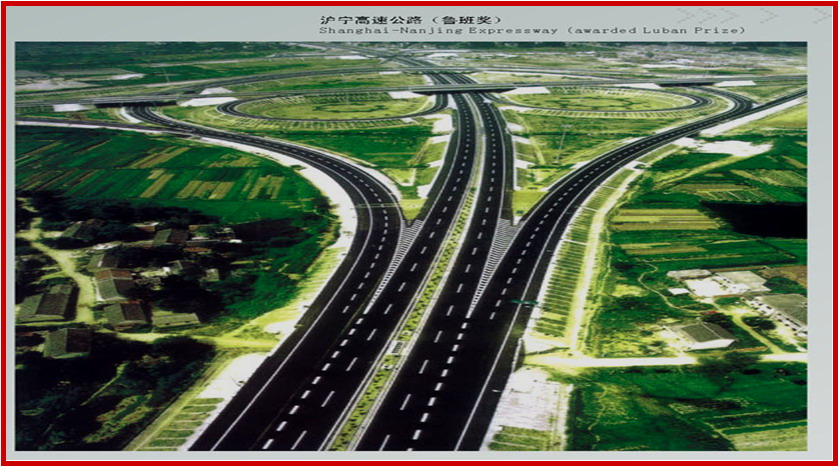 沪宁高速公路（鲁班奖）
Shanghai-Nanjing Expressway (awarded Luban Prize)